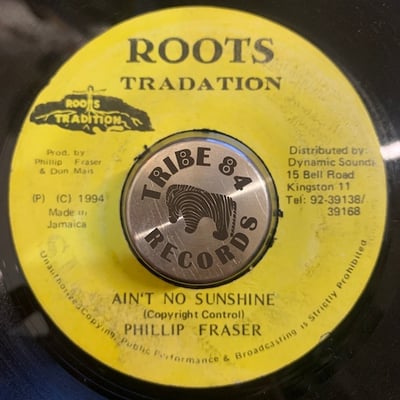 ROOTS
TRADATION
ROOTS
TRADITION
Prod. by
Phillip Fraser
& Don Mais
(P) (C) 1994
Made in
Jamaica
Distributed by:
Dynamic Sounds
15 Bell Road
Kingston 11
Tel: 92-39138/
39168
TRIBE 84
RECORDS
AIN'T NO SUNSHINE
(Copyright Control)
PHILLIP FRASER
Unauthorized Copying, Public Performance & Broadcasting is Strictly Prohibited